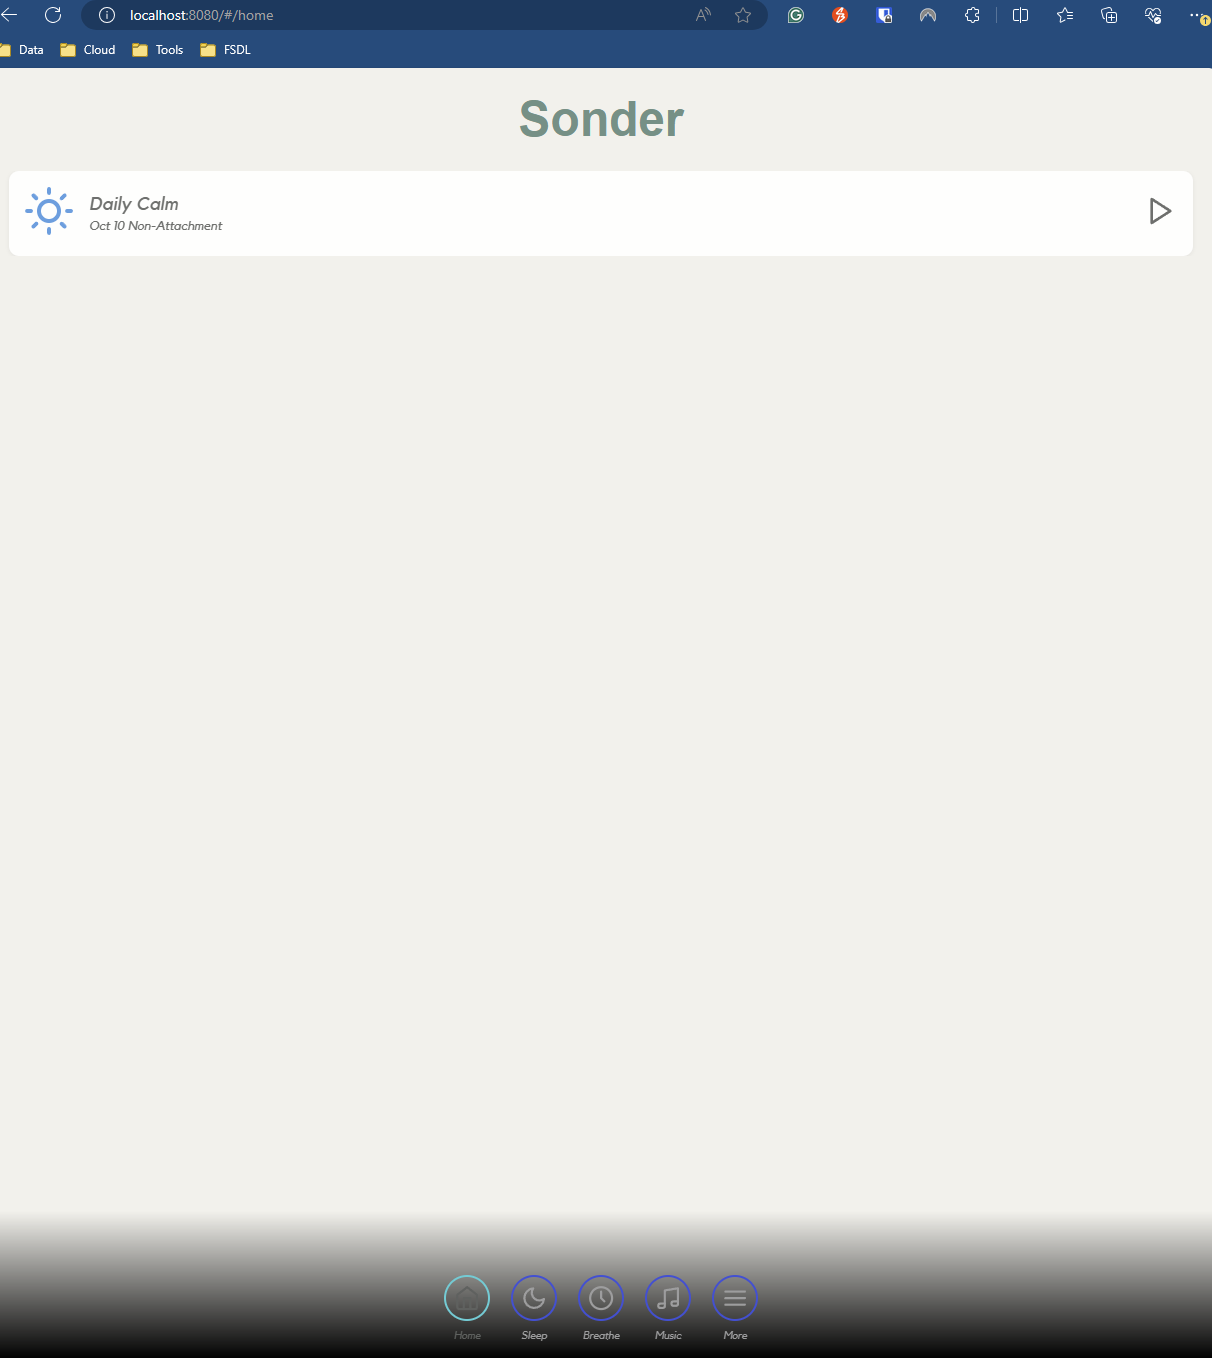 localhost:8080/#/home
Data Cloud Tools FSDL
Sonder
Daily Calm
Oct 10 Non-Attachment
Home Sleep Breathe Music More